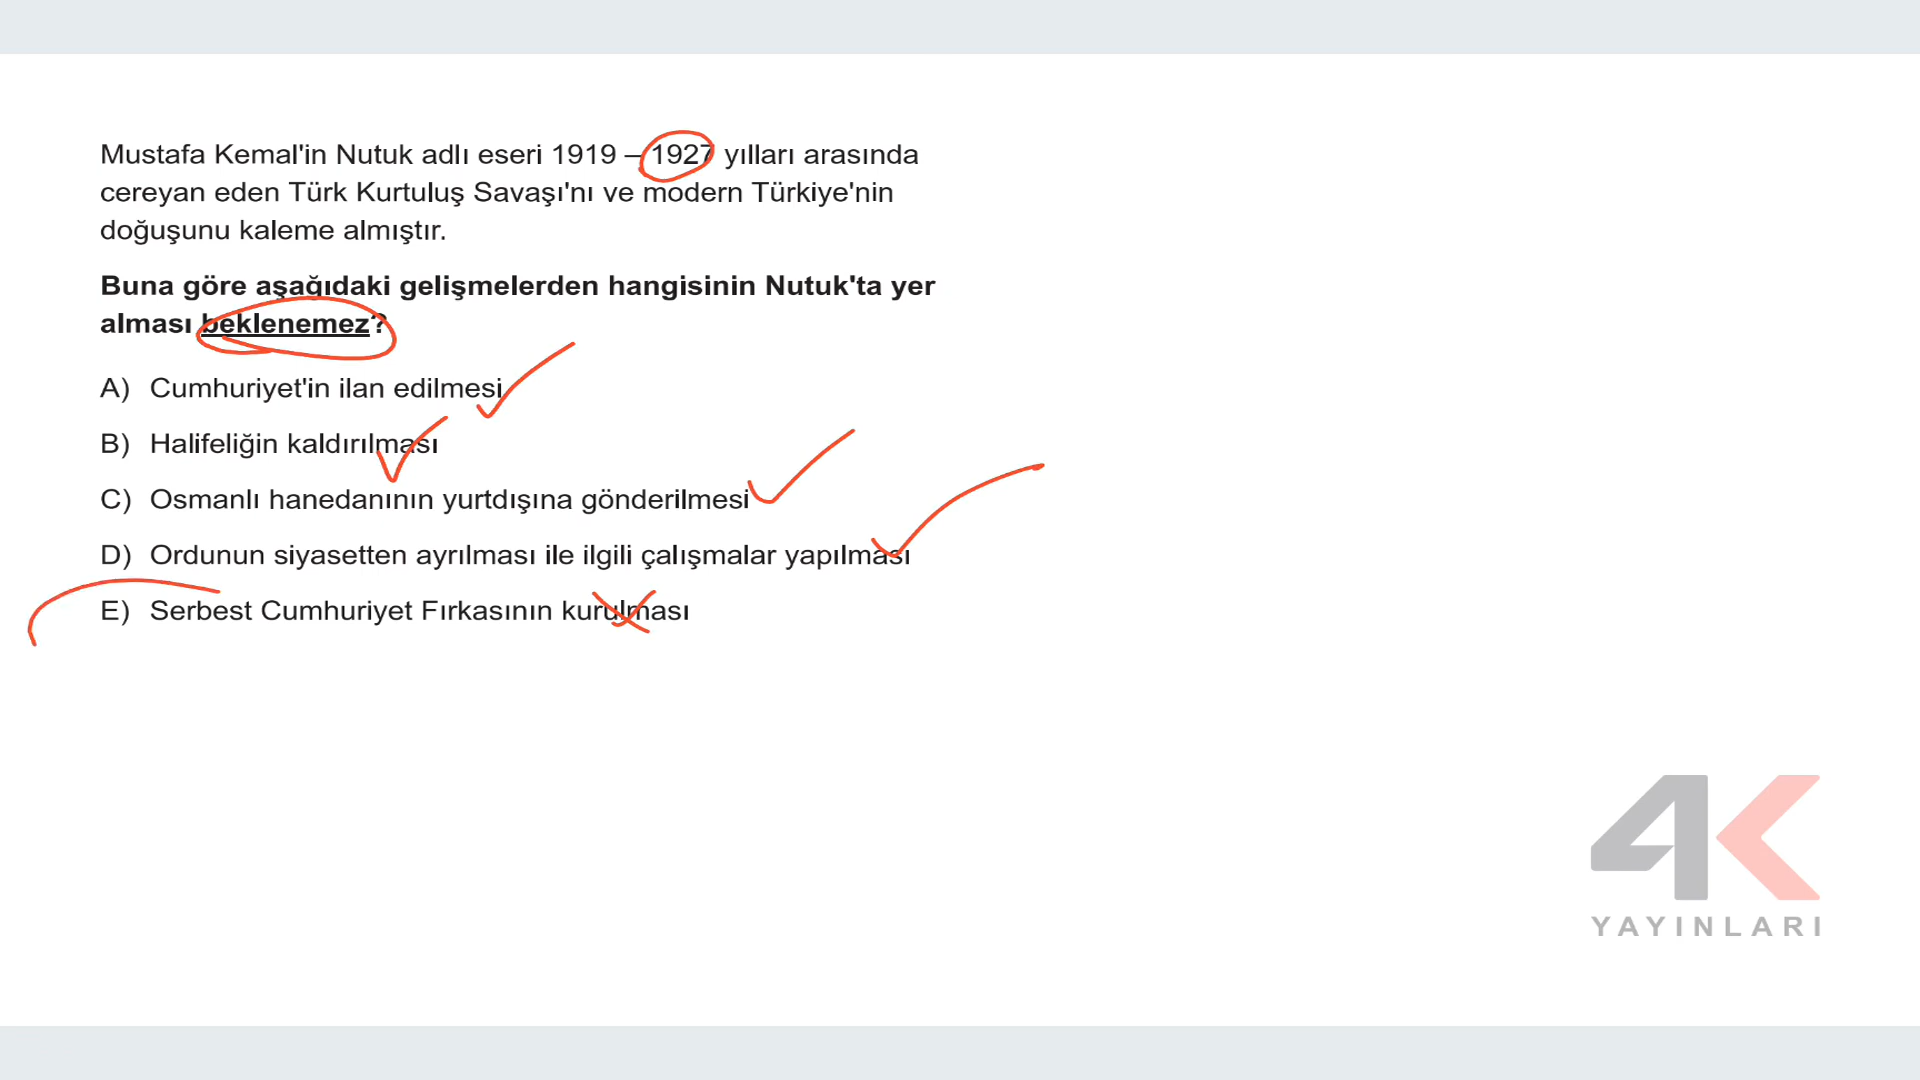 Mustafa Kemal'in Nutuk adlı eseri 1919 – 1927 yılları arasında
cereyan eden Türk Kurtuluş Savaşı'nı ve modern Türkiye'nin
doğuşunu kaleme almıştır.
Buna göre aşağıdaki gelişmelerden hangisinin Nutuk'ta yer
alması beklenemez?
A) Cumhuriyet'in ilan edilmesi
B) Halifeliğin kaldırılması
C) Osmanlı hanedanının yurtdışına gönderilmesi
D) Ordunun siyasetten ayrılması ile ilgili çalışmalar yapılması
E) Serbest Cumhuriyet Fırkasının kurulması
4K
YAYINLARI